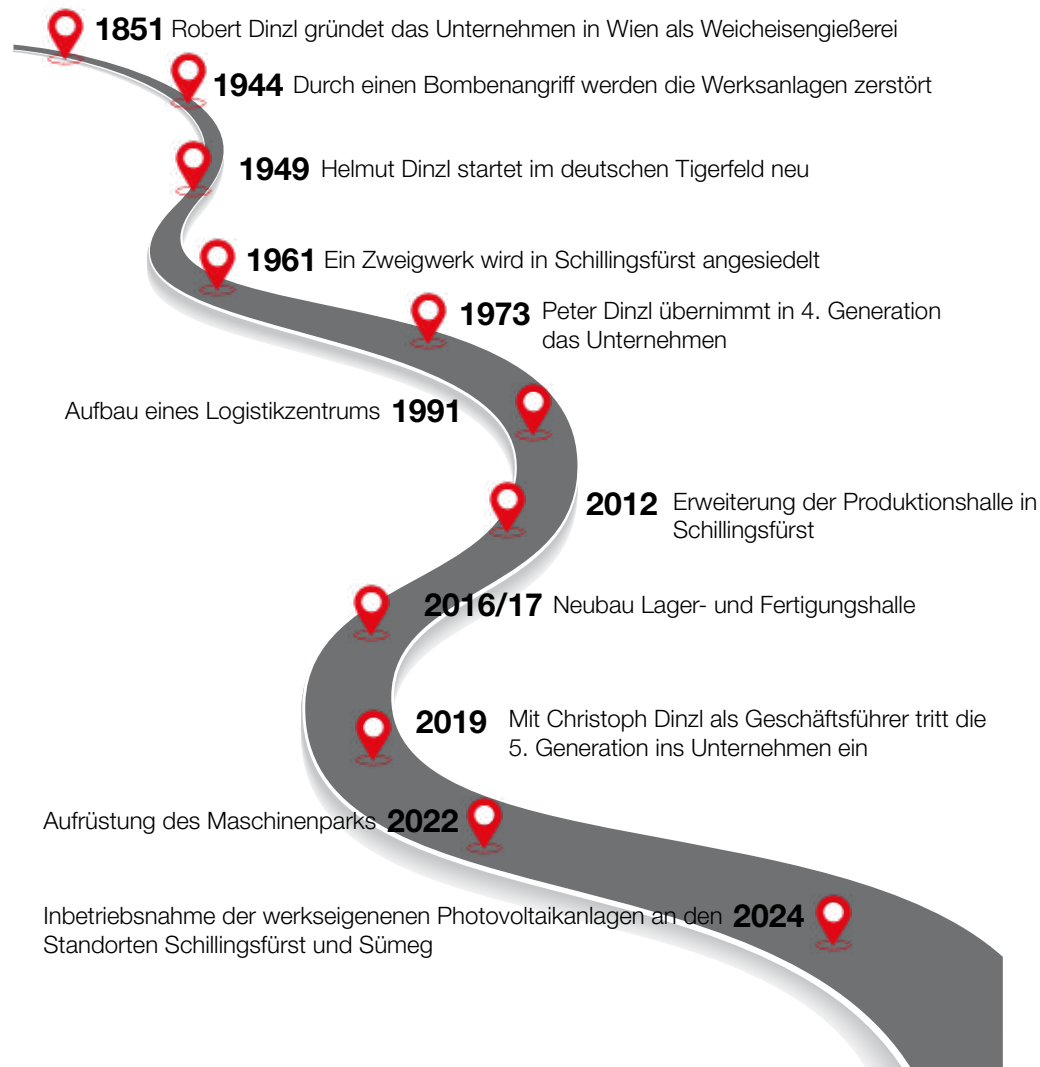 1851 Robert Dinzl gründet das Unternehmen in Wien als Weicheisengießerei
1944 Durch einen Bombenangriff werden die Werksanlagen zerstört
1949 Helmut Dinzl startet im deutschen Tigerfeld neu
1961 Ein Zweigwerk wird in Schillingsfürst angesiedelt
1973 Peter Dinzl übernimmt in 4. Generation
das Unternehmen
Aufbau eines Logistikzentrums 1991
2012 Erweiterung der Produktionshalle in
Schillingsfürst
2016/17 Neubau Lager- und Fertigungshalle
2019 Mit Christoph Dinzl als Geschäftsführer tritt die
5. Generation ins Unternehmen ein
Aufrüstung des Maschinenparks 2022
Inbetriebsnahme der werkseigenenen Photovoltaikanlagen an den 2024
Standorten Schillingsfürst und Sümeg